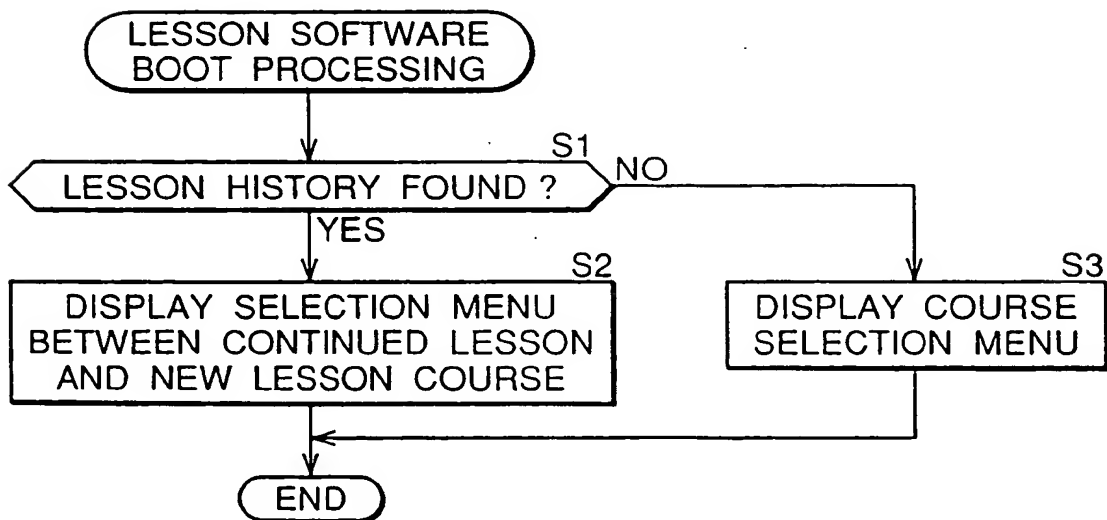 LESSON SOFTWARE
BOOT PROCESSING
S1
LESSON HISTORY FOUND ?
NO
YES
S2
DISPLAY SELECTION MENU
BETWEEN CONTINUED LESSON
AND NEW LESSON COURSE
S3
DISPLAY COURSE
SELECTION MENU
END